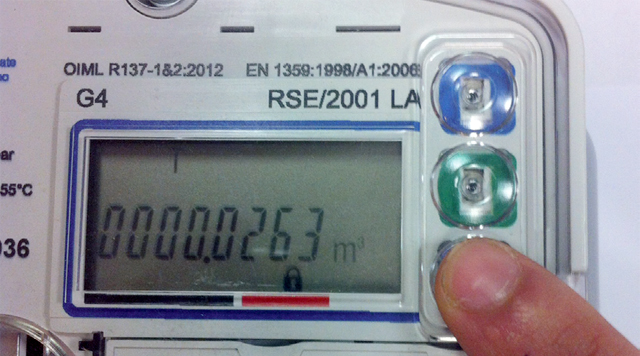 OIML R137-1&2:2012 EN 1359:1998/A1:2006
G4 RSE/2001 LA
ar
55°C
036
0000.0263 m³